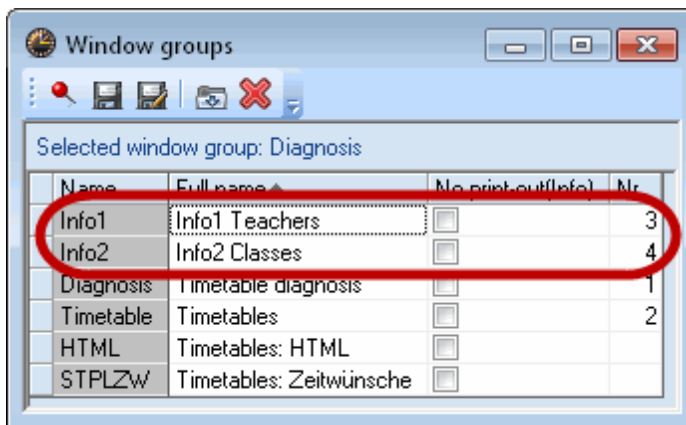 Window groups
Selected window group: Diagnosis
Name Full name No print-out(Info) Nr.
Info1 Info1 Teachers 3
Info2 Info2 Classes 4
Diagnosis Timetable diagnosis 1
Timetable Timetables 2
HTML Timetables: HTML
STPLZW Timetables: Zeitwünsche